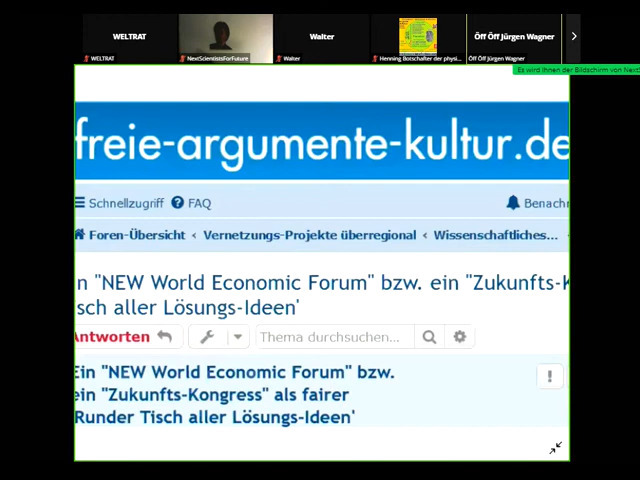 WELTRAT
Walter
Öff Öff Jürgen Wagner
WELTRAT
NextScientistsForFuture
Walter
Henning Botschafter der physi...
Öff Öff Jürgen Wagner
Es wird Ihnen der Bildschirm von NextS
freie-argumente-kultur.de
Schnellzugriff FAQ Benachr
Foren-Übersicht ‹ Vernetzungs-Projekte überregional ‹ Wissenschaftliches... ‹
n "NEW World Economic Forum" bzw. ein "Zukunfts-K
isch aller Lösungs-Ideen'
Antworten
Thema durchsuchen...
Ein "NEW World Economic Forum" bzw.
ein "Zukunfts-Kongress" als fairer
'Runder Tisch aller Lösungs-Ideen'